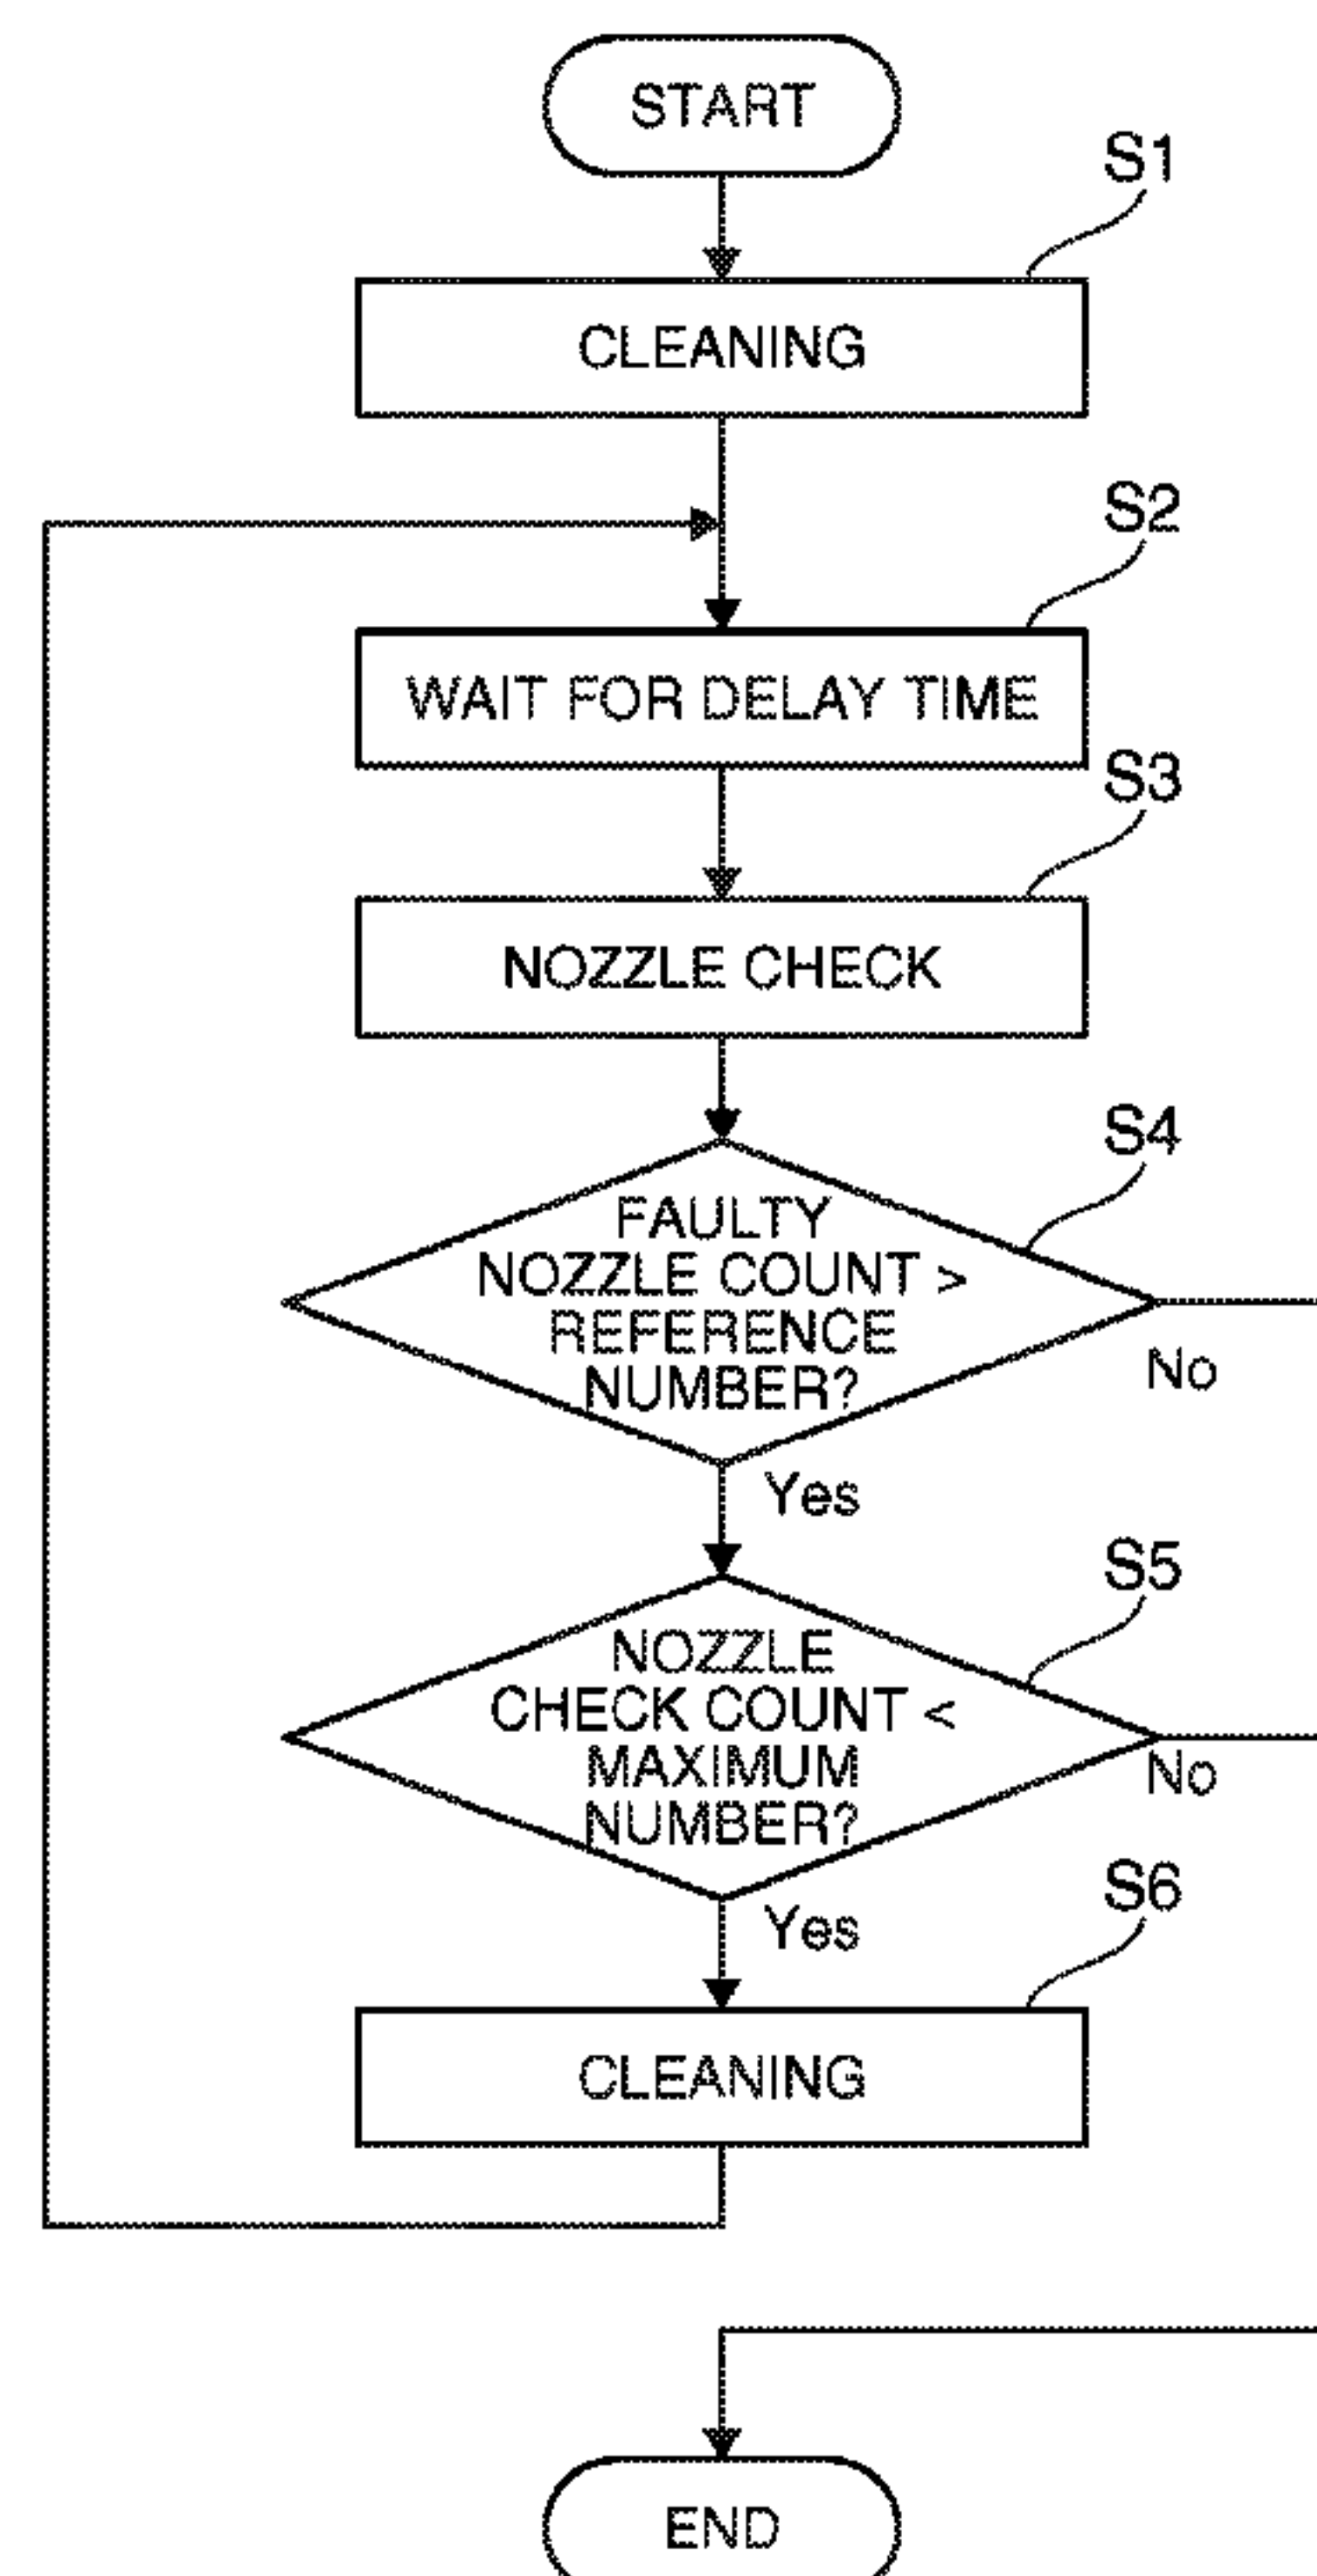 START
S1
CLEANING
S2
WAIT FOR DELAY TIME
S3
NOZZLE CHECK
S4
FAULTY
NOZZLE COUNT >
REFERENCE
NUMBER?
No
Yes
S5
NOZZLE
CHECK COUNT <
MAXIMUM
NUMBER?
No
Yes
S6
CLEANING
END